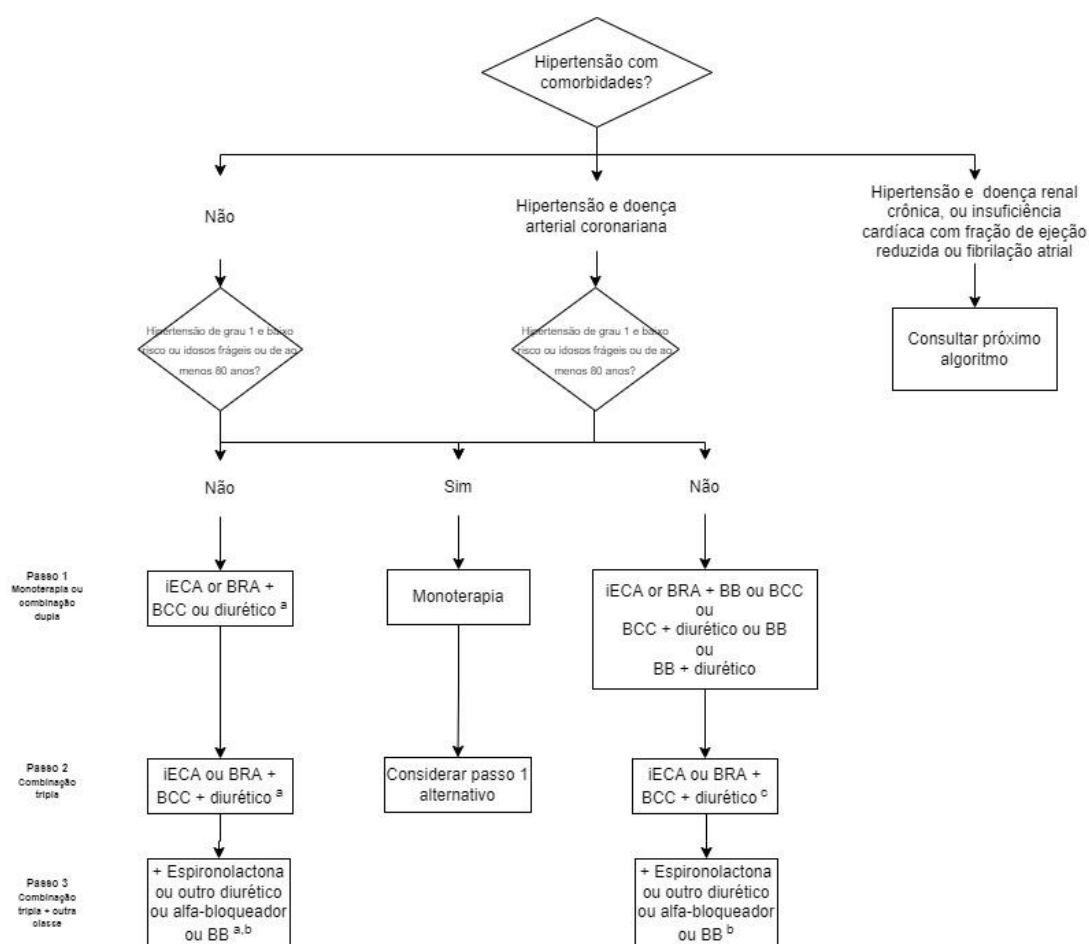 Hipertensão com
comorbidades?
Não
Hipertensão e doença
arterial coronariana
Hipertensão e doença renal
crônica, ou insuficiência
cardíaca com fração de ejeção
reduzida ou fibrilação atrial
Hipertensão de grau 1 e baixo
risco ou idosos frágeis ou de ao
menos 80 anos?
Hipertensão de grau 1 e baixo
risco ou idosos frágeis ou de ao
menos 80 anos?
Consultar próximo
algoritmo
Não
Sim
Não
Passo 1
Monoterapia ou
combinação
dupla
iECA or BRA +
BCC ou diurético a
Monoterapia
iECA or BRA + BB ou BCC
ou
BCC + diurético ou BB
ou
BB + diurético
Passo 2
Combinação
tripla
iECA ou BRA +
BCC + diurético a
Considerar passo 1
alternativo
iECA ou BRA +
BCC + diurético c
Passo 3
Combinação
tripla + outra
classe
+ Espironolactona
ou outro diurético
ou alfa-bloqueador
ou BB a,b
+ Espironolactona
ou outro diurético
ou alfa-bloqueador
ou BB b